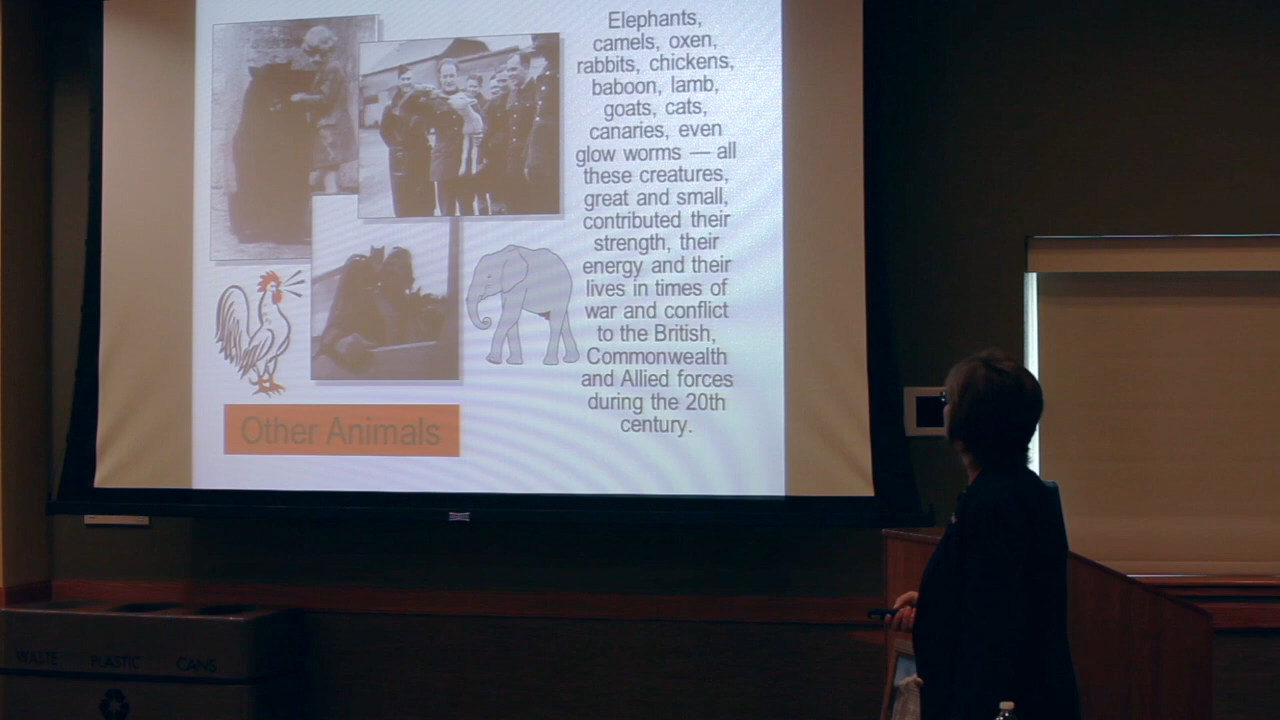 Elephants,
camels, oxen,
rabbits, chickens,
baboon, lamb,
goats, cats,
canaries, even
glow worms — all
these creatures,
great and small,
contributed their
strength, their
energy and their
lives in times of
war and conflict
to the British,
Commonwealth
and Allied forces
during the 20th
century.
Other Animals
WASTE PLASTIC CANS